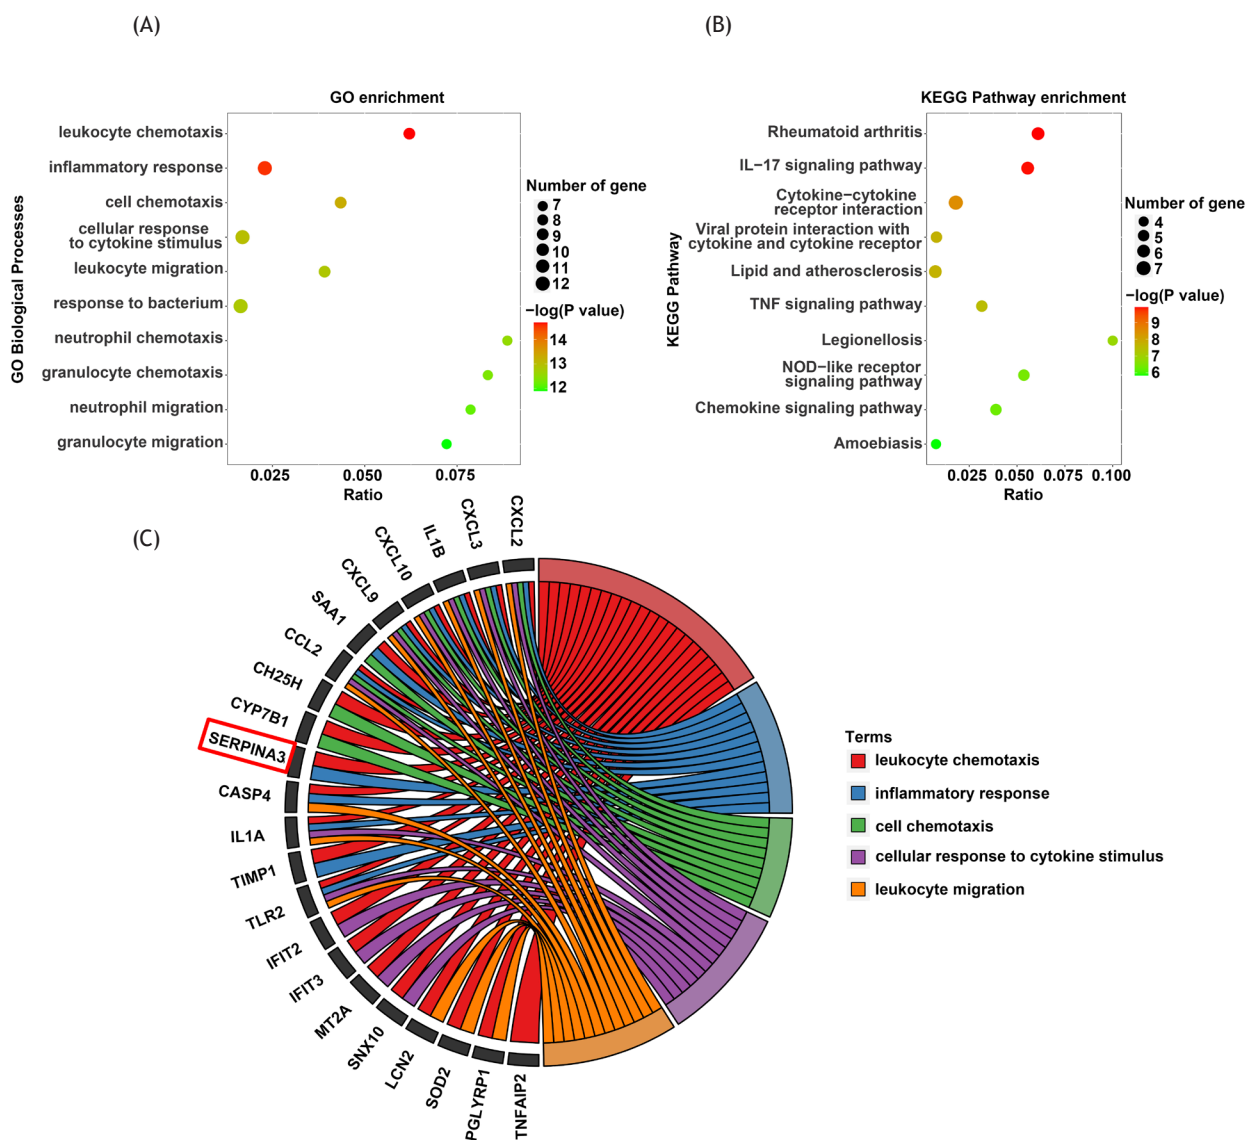 (A)
GO enrichment
GO Biological Processes
leukocyte chemotaxis
inflammatory response
cell chemotaxis
cellular response
to cytokine stimulus
leukocyte migration
response to bacterium
neutrophil chemotaxis
granulocyte chemotaxis
neutrophil migration
granulocyte migration
0.025
0.050
0.075
Ratio
Number of gene
7
8
9
10
11
12
−log(P value)
14
13
12
(B)
KEGG Pathway enrichment
KEGG Pathway
Rheumatoid arthritis
IL−17 signaling pathway
Cytokine−cytokine
receptor interaction
Viral protein interaction with
cytokine and cytokine receptor
Lipid and atherosclerosis
TNF signaling pathway
Legionellosis
NOD−like receptor
signaling pathway
Chemokine signaling pathway
Amoebiasis
0.025
0.050
0.075
0.100
Ratio
Number of gene
4
5
6
7
−log(P value)
9
8
7
6
(C)
CXCL2
CXCL3
IL1B
CXCL10
CXCL9
SAA1
CCL2
CH25H
CYP7B1
SERPINA3
CASP4
IL1A
TIMP1
TLR2
IFIT2
IFIT3
MT2A
SNX10
LCN2
SOD2
PGLYRP1
TNFAIP2
Terms
leukocyte chemotaxis
inflammatory response
cell chemotaxis
cellular response to cytokine stimulus
leukocyte migration